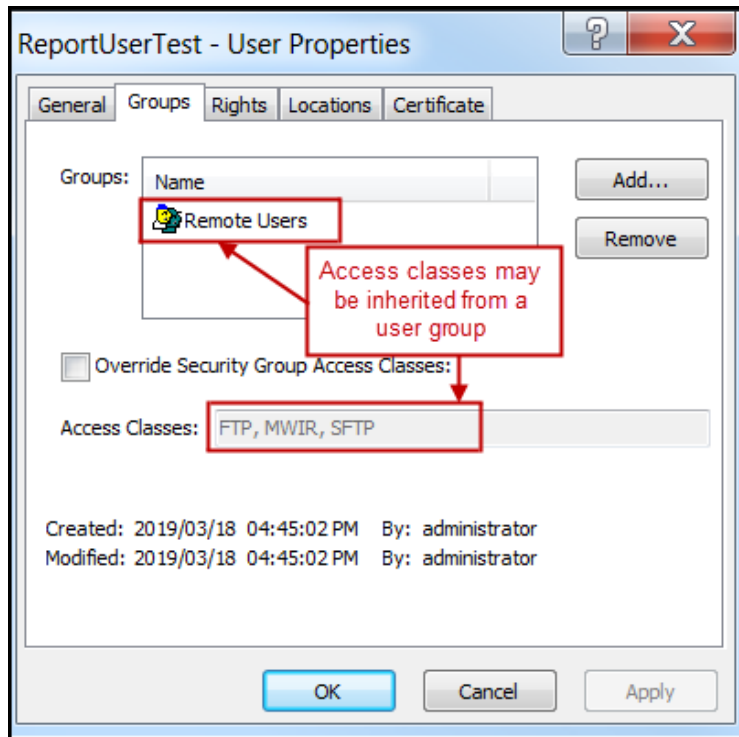 ReportUserTest - User Properties
General Groups Rights Locations Certificate
Groups: Name Add...
Remote Users Remove
Access classes may
be inherited from a
user group
Override Security Group Access Classes:
Access Classes: FTP, MWIR, SFTP
Created: 2019/03/18 04:45:02 PM By: administrator
Modified: 2019/03/18 04:45:02 PM By: administrator
OK Cancel Apply